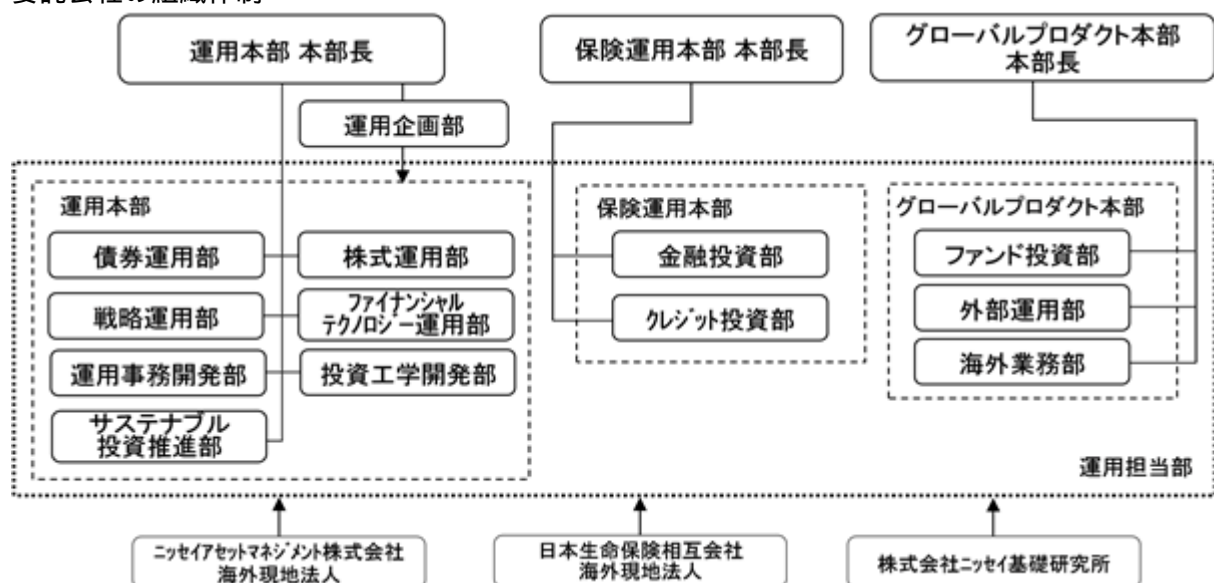 運用本部 本部長
保険運用本部 本部長
グローバルプロダクト本部
本部長
運用企画部
運用本部
債券運用部
株式運用部
戦略運用部
ファイナンシャル
テクノロジー運用部
運用事務開発部
投資工学開発部
サステナブル
投資推進部
保険運用本部
金融投資部
クレジット投資部
グローバルプロダクト本部
ファンド投資部
外部運用部
海外業務部
運用担当部
ニッセイアセットマネジメント株式会社
海外現地法人
日本生命保険相互会社
海外現地法人
株式会社ニッセイ基礎研究所